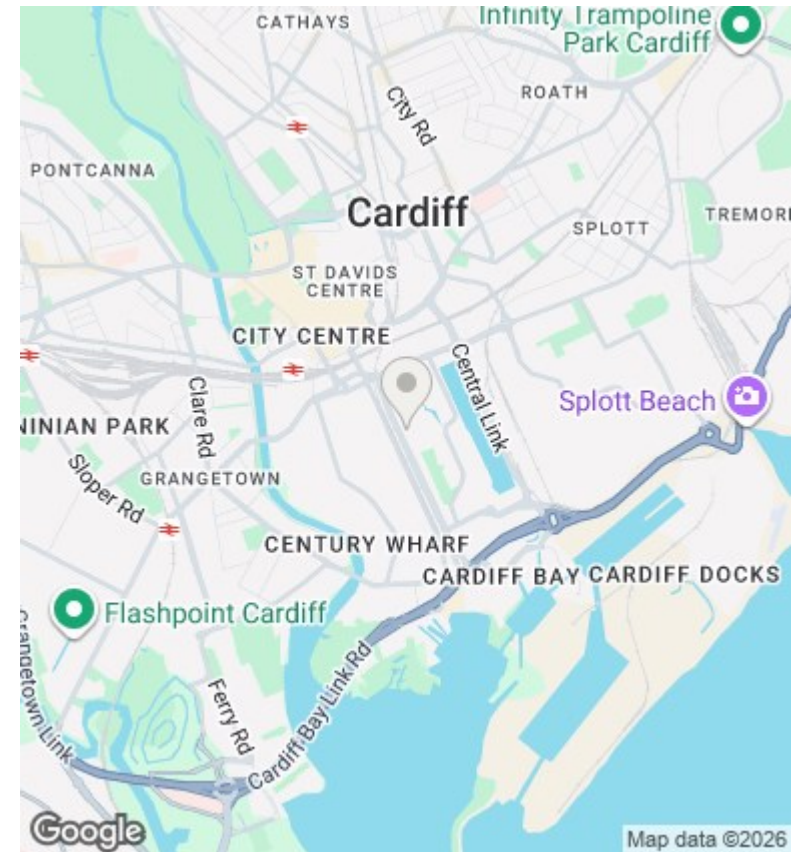 CATHAYS
Infinity Trampoline
Park Cardiff
City Rd
ROATH
PONTCANNA
Cardiff
SPLOTT
TREMORF
ST DAVIDS
CENTRE
CITY CENTRE
Central Link
Clare Rd
Splott Beach
NINIAN PARK
Sloper Rd
GRANGETOWN
CENTURY WHARF
CARDIFF BAY
CARDIFF DOCKS
Flashpoint Cardiff
Grangetown Link
Ferry Rd
Cardiff Bay Link Rd
Google
Map data ©2026